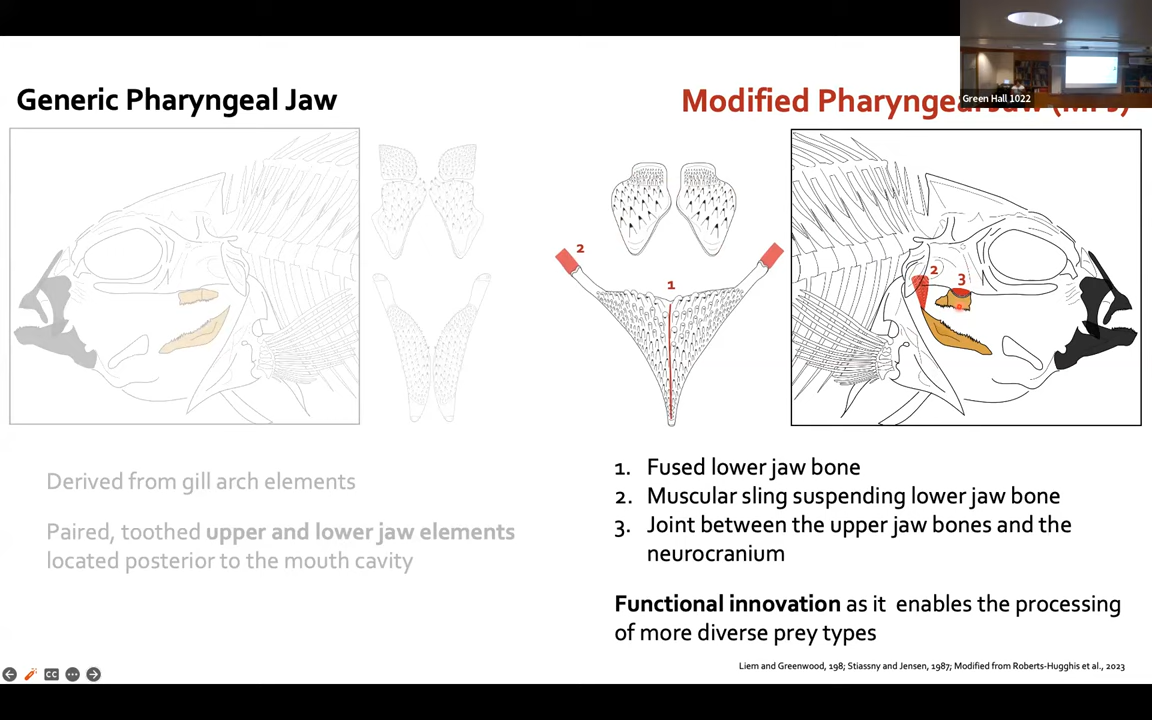 Generic Pharyngeal Jaw
Modified Pharyngeal
Green Hall 1022
2
1
2
3
Derived from gill arch elements
Paired, toothed upper and lower jaw elements
located posterior to the mouth cavity
1. Fused lower jaw bone
2. Muscular sling suspending lower jaw bone
3. Joint between the upper jaw bones and the
neurocranium
Functional innovation as it enables the processing
of more diverse prey types
Liem and Greenwood, 198; Stiassny and Jensen, 1987; Modified from Roberts-Hugghis et al., 2023
CC